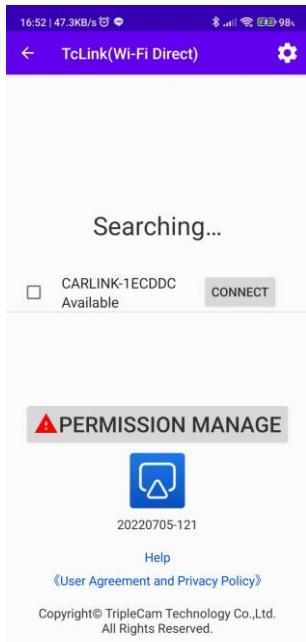 16:52 | 47.3KB/s 98%
TcLink(Wi-Fi Direct)
Searching...
CARLINK-1ECDDC
Available
CONNECT
PERMISSION MANAGE
20220705-121
Help
《User Agreement and Privacy Policy》
Copyright© TripleCam Technology Co.,Ltd.
All Rights Reserved.